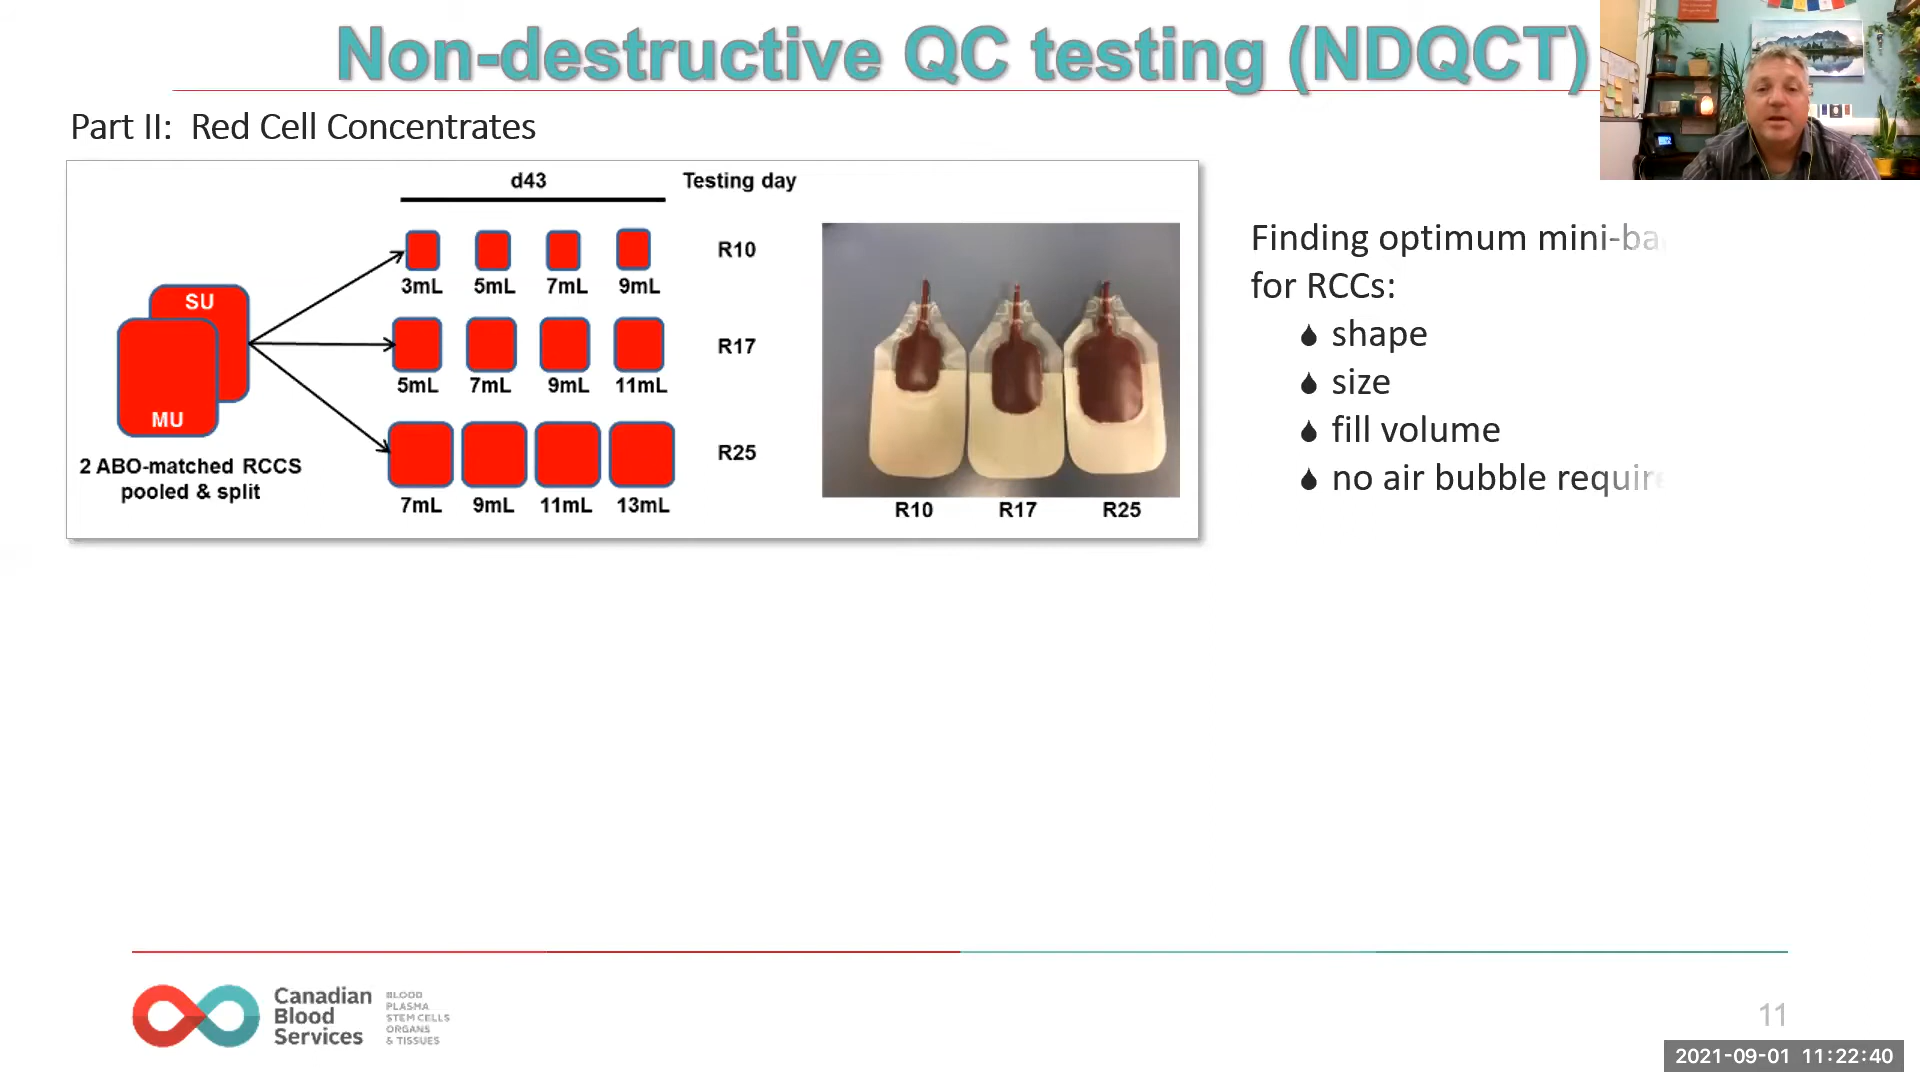 Non-destructive QC testing (NDQCT)
Part II: Red Cell Concentrates
d43 Testing day
R10
3mL 5mL 7mL 9mL
SU
MU
R17
5mL 7mL 9mL 11mL
R25
2 ABO-matched RCCS
pooled & split
7mL 9mL 11mL 13mL
R10 R17 R25
Finding optimum
for RCCs:
shape
size
fill volume
no air bubble
Canadian
Blood
Services
BLOOD
PLASMA
STEM CELLS
ORGANS
& TISSUES
11
2021-09-01 11:22:40